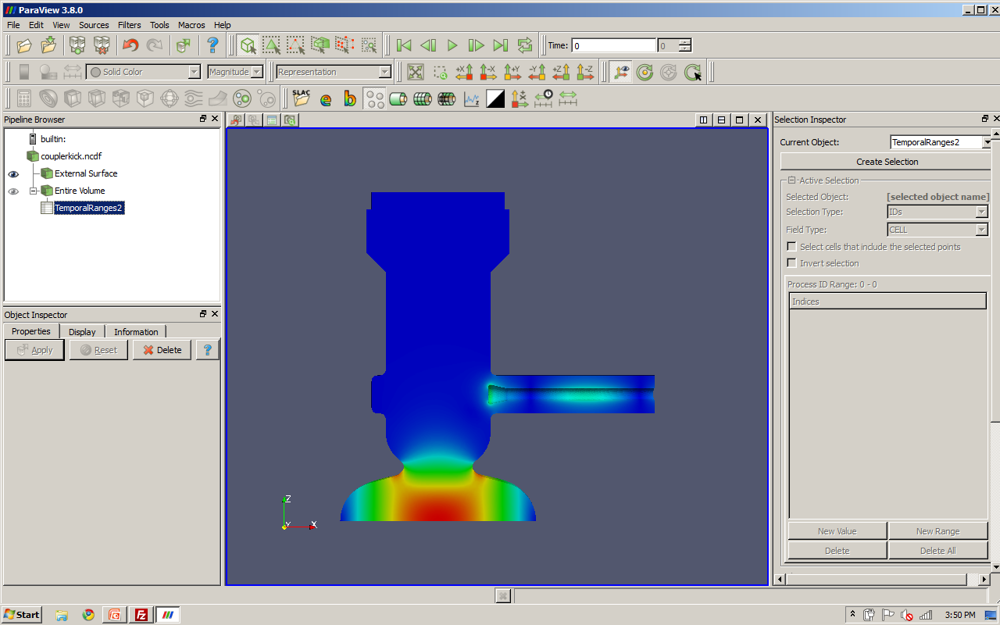 ParaView 3.8.0
File Edit View Sources Filters Tools Macros Help
Time: 0 0
Solid Color Magnitude Representation +X -X +Y -Y +Z -Z
SLAC
Pipeline Browser
builtin:
couplerkick.ncdf
External Surface
Entire Volume
TemporalRanges2
Object Inspector
Properties Display Information
Apply Reset Delete ?
Z
Y X
Selection Inspector
Current Object: TemporalRanges2
Create Selection
Active Selection
Selected Object: [selected object name]
Selection Type: IDs
Field Type: CELL
Select cells that include the selected points
Invert selection
Process ID Range: 0 - 0
Indices
New Value New Range
Delete Delete All
Start 3:50 PM